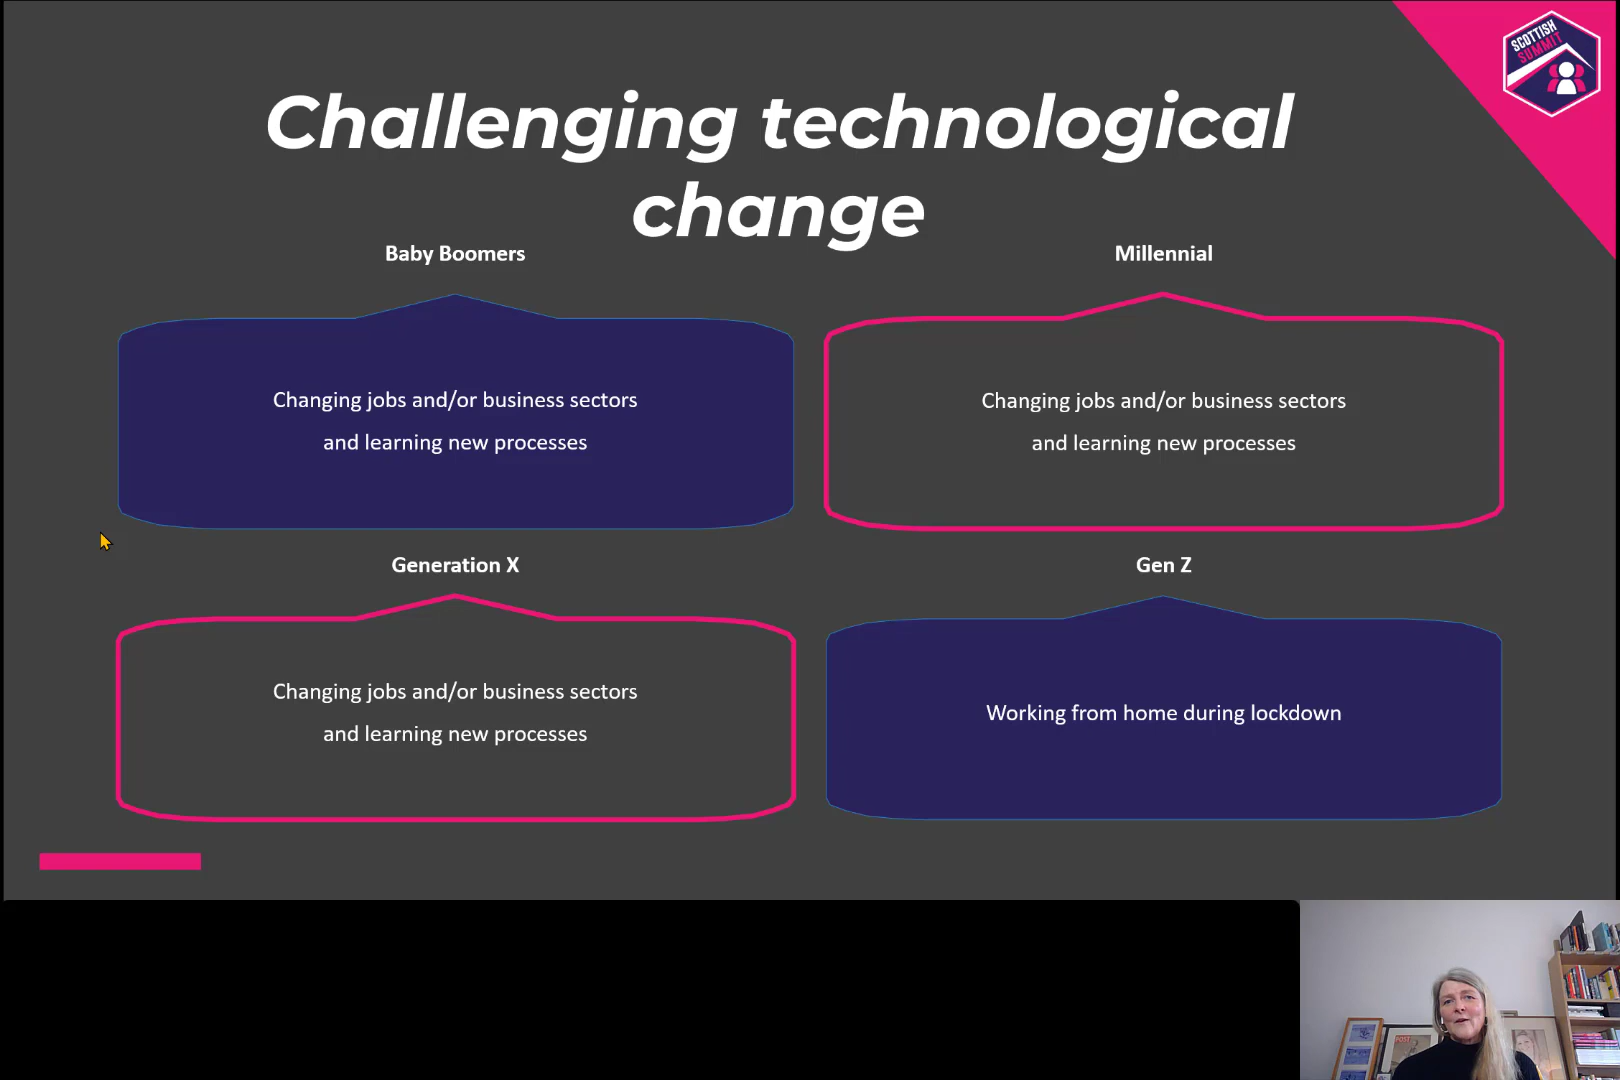 SCOTTISH
SUMMIT
Challenging technological
change
Baby Boomers
Changing jobs and/or business sectors
and learning new processes
Millennial
Changing jobs and/or business sectors
and learning new processes
Generation X
Changing jobs and/or business sectors
and learning new processes
Gen Z
Working from home during lockdown